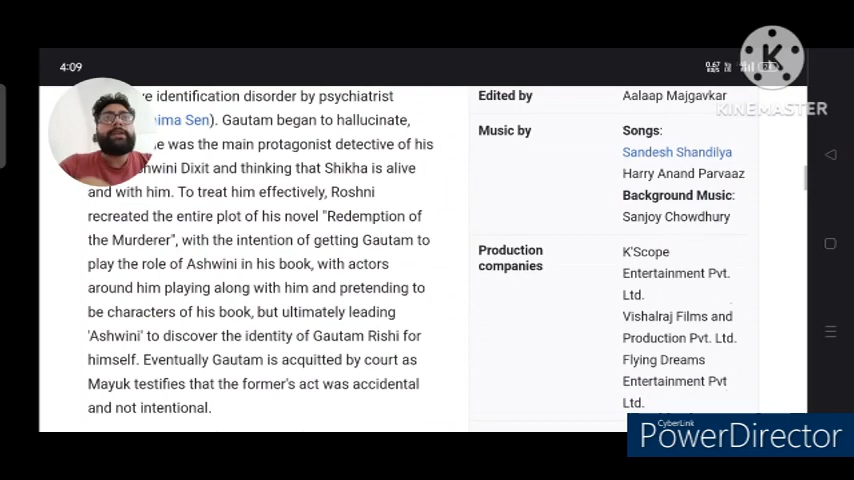 4:09
0.67
KB/S
KINEMASTER
ve identification disorder by psychiatrist
ima Sen). Gautam began to hallucinate,
e was the main protagonist detective of his
hwini Dixit and thinking that Shikha is alive
and with him. To treat him effectively, Roshni
recreated the entire plot of his novel "Redemption of
the Murderer", with the intention of getting Gautam to
play the role of Ashwini in his book, with actors
around him playing along with him and pretending to
be characters of his book, but ultimately leading
'Ashwini' to discover the identity of Gautam Rishi for
himself. Eventually Gautam is acquitted by court as
Mayuk testifies that the former's act was accidental
and not intentional.
Edited by
Aalaap Majgavkar
Music by
Songs:
Sandesh Shandilya
Harry Anand Parvaaz
Background Music:
Sanjoy Chowdhury
Production
companies
K'Scope
Entertainment Pvt.
Ltd.
Vishalraj Films and
Production Pvt. Ltd.
Flying Dreams
Entertainment Pvt
Ltd.
CyberLink
PowerDirector